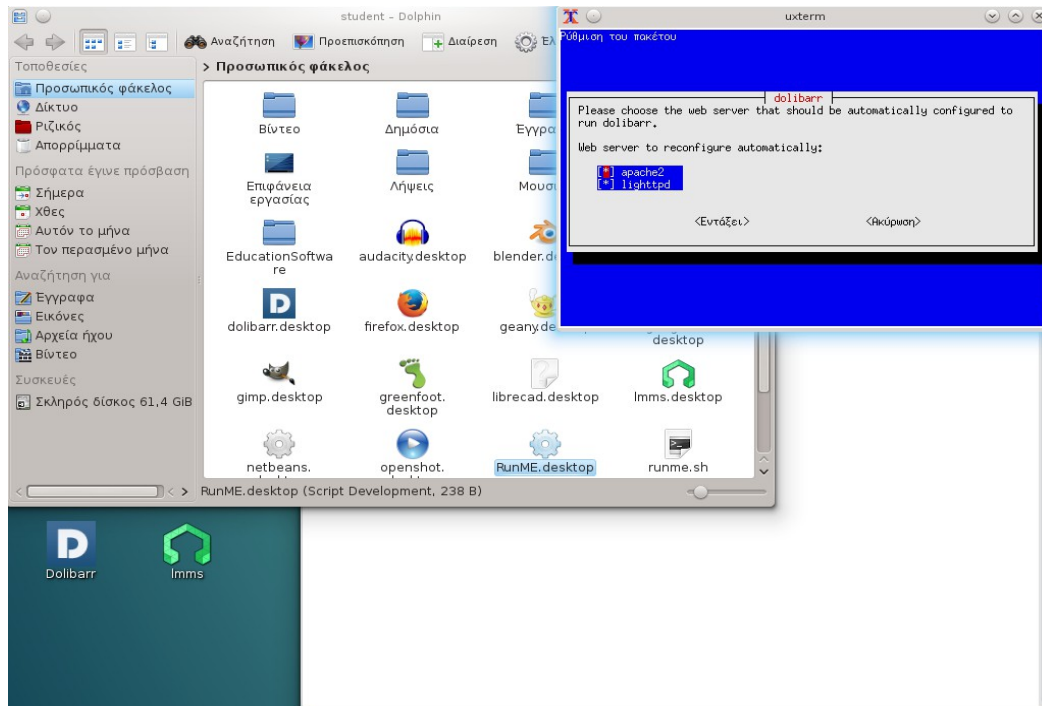 student – Dolphin
Αναζήτηση Προεπισκόπηση Διαίρεση
Τοποθεσίες
Προσωπικός φάκελος
Δίκτυο
Ριζικός
Απορρίμματα
Πρόσφατα έγινε πρόσβαση
Σήμερα
Χθες
Αυτόν το μήνα
Τον περασμένο μήνα
Αναζήτηση για
Έγγραφα
Εικόνες
Αρχεία ήχου
Βίντεο
Συσκευές
Σκληρός δίσκος 61,4 GiB
> Προσωπικός φάκελος
Βίντεο Δημόσια
Επιφάνεια Λήψεις
εργασίας
EducationSoftwa audacity.desktop
re
dolibarr.desktop firefox.desktop
desktop
gimp.desktop greenfoot. librecad.desktop lmms.desktop
desktop
netbeans. openshot. RunME.desktop runme.sh
RunME.desktop (Script Development, 238 B)
uxterm
Ρύθμιση του πακέτου
dolibarr
Please choose the web server that should be automatically configured to
run dolibarr.
Web server to reconfigure automatically:
[*] apache2
[*] lighttpd
<Εντάξει> <Ακύρωση>
Dolibarr lmms